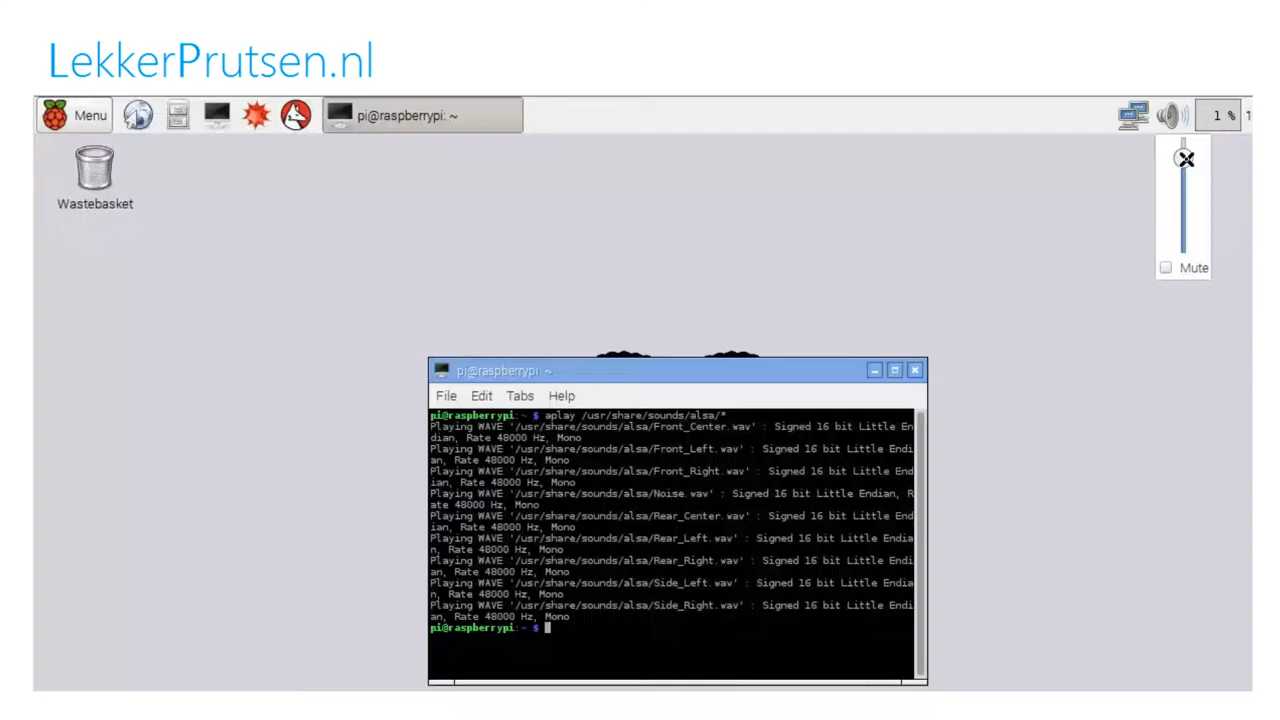 LekkerPrutsen.nl
Menu
pi@raspberrypi: ~
1 %
Wastebasket
Mute
pi@raspberrypi: ~
File Edit Tabs Help
pi@raspberrypi:~ $ aplay /usr/share/sounds/alsa/*
Playing WAVE '/usr/share/sounds/alsa/Front_Center.wav' : Signed 16 bit Little En
dian, Rate 48000 Hz, Mono
Playing WAVE '/usr/share/sounds/alsa/Front_Left.wav' : Signed 16 bit Little Endi
an, Rate 48000 Hz, Mono
Playing WAVE '/usr/share/sounds/alsa/Front_Right.wav' : Signed 16 bit Little End
ian, Rate 48000 Hz, Mono
Playing WAVE '/usr/share/sounds/alsa/Noise.wav' : Signed 16 bit Little Endian, R
ate 48000 Hz, Mono
Playing WAVE '/usr/share/sounds/alsa/Rear_Center.wav' : Signed 16 bit Little End
ian, Rate 48000 Hz, Mono
Playing WAVE '/usr/share/sounds/alsa/Rear_Left.wav' : Signed 16 bit Little Endia
n, Rate 48000 Hz, Mono
Playing WAVE '/usr/share/sounds/alsa/Rear_Right.wav' : Signed 16 bit Little Endi
an, Rate 48000 Hz, Mono
Playing WAVE '/usr/share/sounds/alsa/Side_Left.wav' : Signed 16 bit Little Endia
n, Rate 48000 Hz, Mono
Playing WAVE '/usr/share/sounds/alsa/Side_Right.wav' : Signed 16 bit Little Endi
an, Rate 48000 Hz, Mono
pi@raspberrypi:~ $